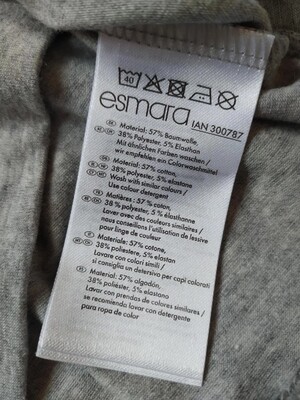 40
esmara IAN 300787
Material: 57% Baumwolle,
38% Polyester, 5% Elasthan
Mit ähnlichen Farben waschen /
wir empfehlen ein Colorwaschmittel
Material: 57% cotton,
38% polyester, 5% elastane
Wash with similar colours /
Use colour detergent
Matières : 57 % coton,
38 % polyester, 5 % élasthanne
Laver avec des couleurs similaires /
nous conseillons l'utilisation de lessive
pour linge de couleur
Materiale: 57% cotone,
38% poliestere, 5% elastan
Lavare con colori simili /
si consiglia un detersivo per capi colorati
Material: 57% algodón,
38% poliéster, 5% elastano
Lavar con prendas de colores similares /
se recomienda lavar con detergente
para ropa de color